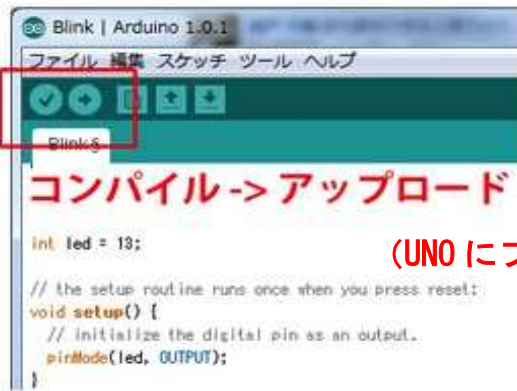 Blink | Arduino 1.0.1
ファイル 編集 スケッチ ツール ヘルプ
Blink§
コンパイル -> アップロード
int led = 13;
(UNO にブ
// the setup routine runs once when you press reset:
void setup() {
// initialize the digital pin as an output.
pinMode(led, OUTPUT);
}